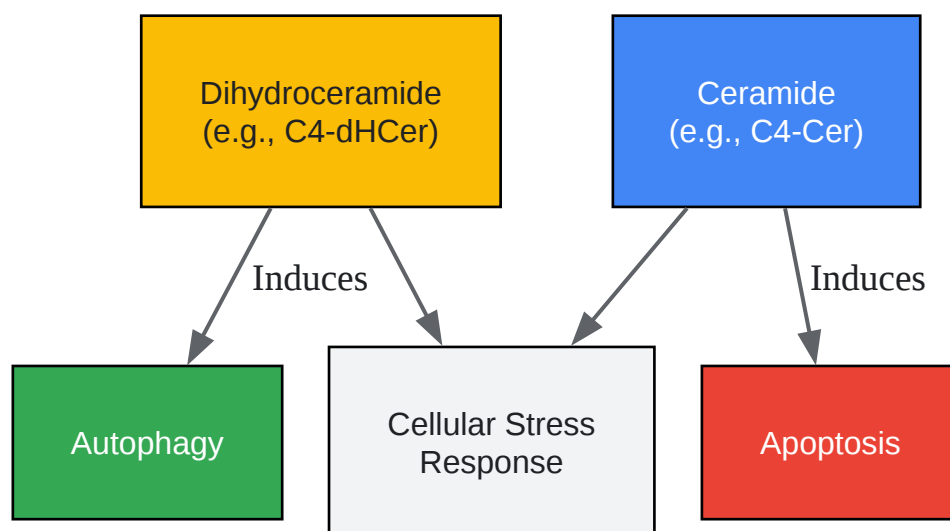 Dihydroceramide
(e.g., C4-dHCer)
Ceramide
(e.g., C4-Cer)
Induces
Induces
Autophagy
Cellular Stress
Response
Apoptosis